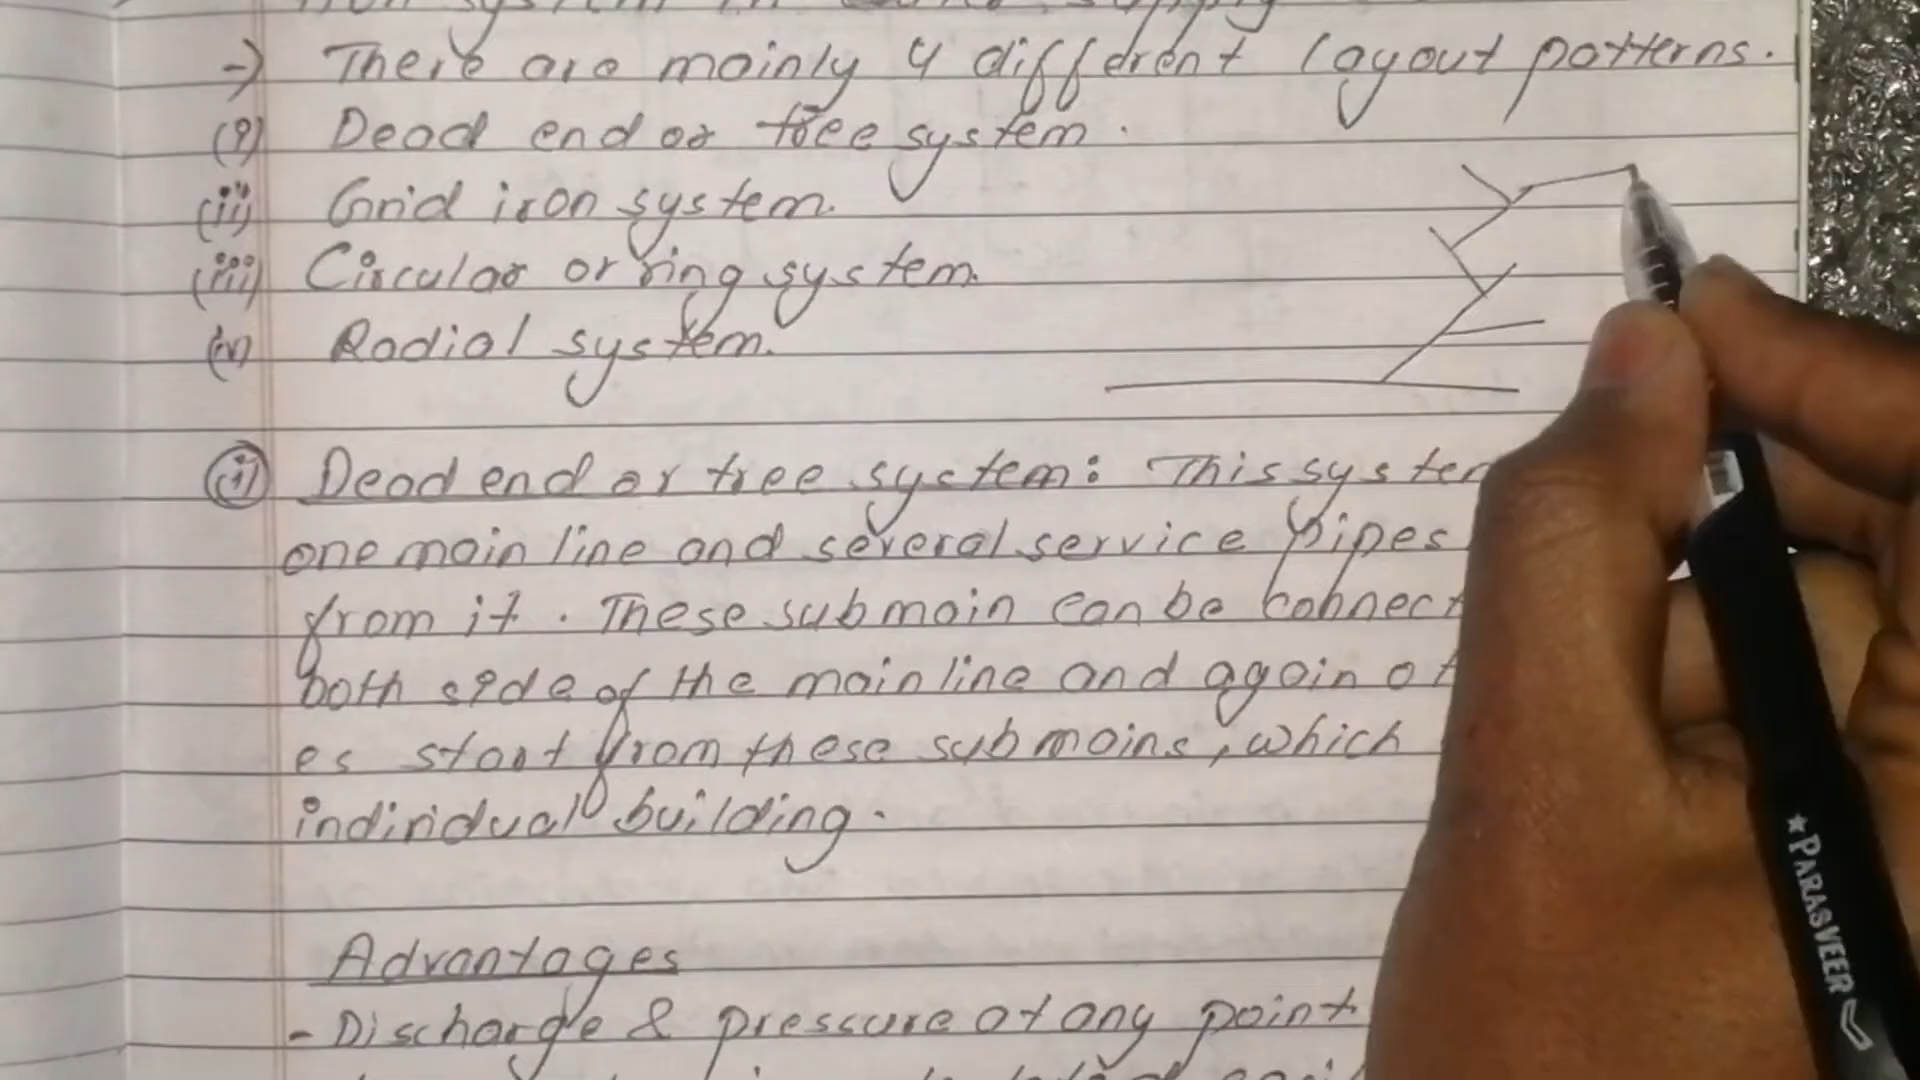 -> There are mainly 4 different layout patterns.
(i) Dead end or tree system.
(ii) Grid iron system.
(iii) Circular or ring system.
(iv) Radial system.
(i) Dead end or tree system: This system
one main line and several service pipes
from it. These submain can be connect
both side of the main line and again ot
es start from these submains, which
individual building.
Advantages
- Discharge & pressure at any point
★PARASVEER